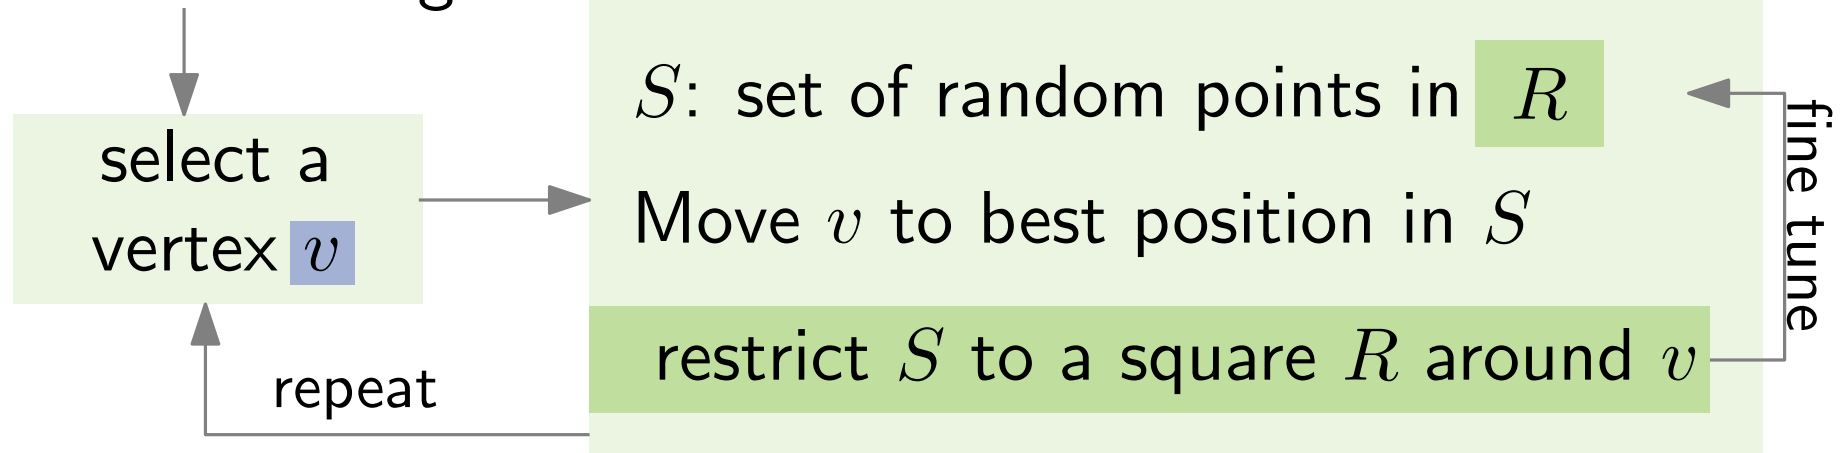 select a
vertex v
repeat
S: set of random points in R
Move v to best position in S
restrict S to a square R around v
fine tune